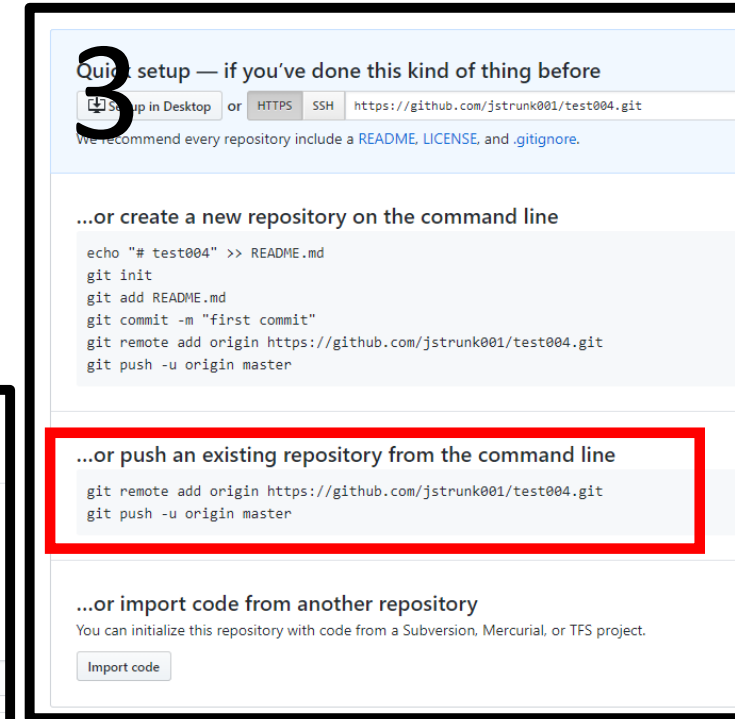 3
Quick setup — if you've done this kind of thing before
Set up in Desktop or HTTPS SSH https://github.com/jstrunk001/test004.git
We recommend every repository include a README, LICENSE, and .gitignore.
...or create a new repository on the command line
echo "# test004" >> README.md
git init
git add README.md
git commit -m "first commit"
git remote add origin https://github.com/jstrunk001/test004.git
git push -u origin master
...or push an existing repository from the command line
git remote add origin https://github.com/jstrunk001/test004.git
git push -u origin master
...or import code from another repository
You can initialize this repository with code from a Subversion, Mercurial, or TFS project.
Import code